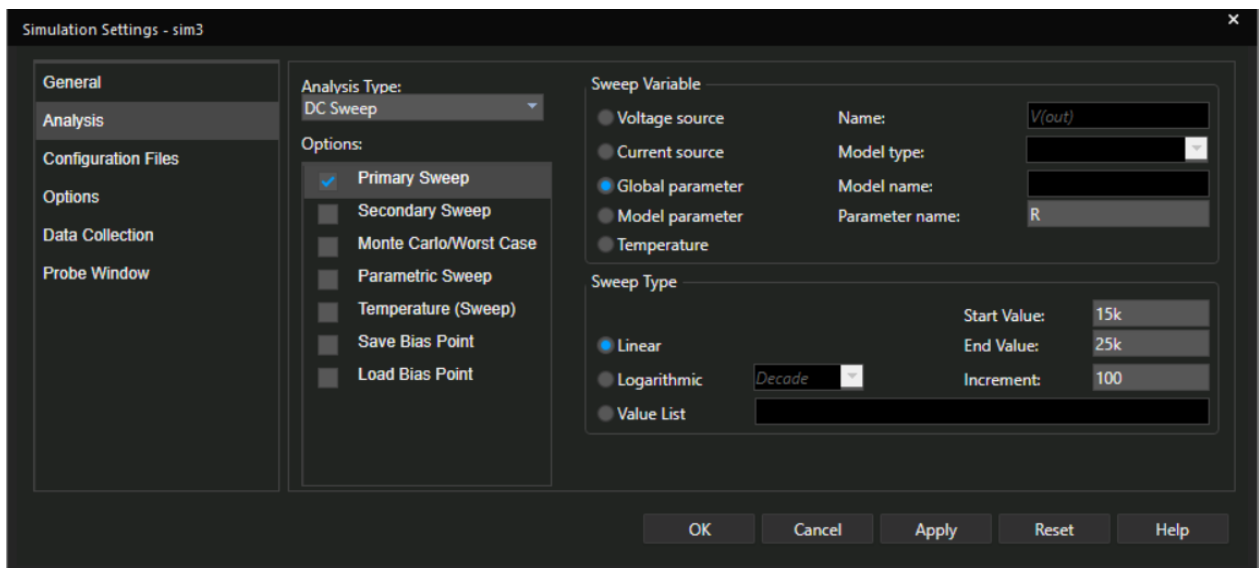 Simulation Settings - sim3
×
General
Analysis
Configuration Files
Options
Data Collection
Probe Window
Analysis Type:
DC Sweep
Options:
Primary Sweep
Secondary Sweep
Monte Carlo/Worst Case
Parametric Sweep
Temperature (Sweep)
Save Bias Point
Load Bias Point
Sweep Variable
Voltage source
Current source
Global parameter
Model parameter
Temperature
Name: V(out)
Model type:
Model name:
Parameter name: R
Sweep Type
Linear
Logarithmic Decade
Value List
Start Value: 15k
End Value: 25k
Increment: 100
OK Cancel Apply Reset Help